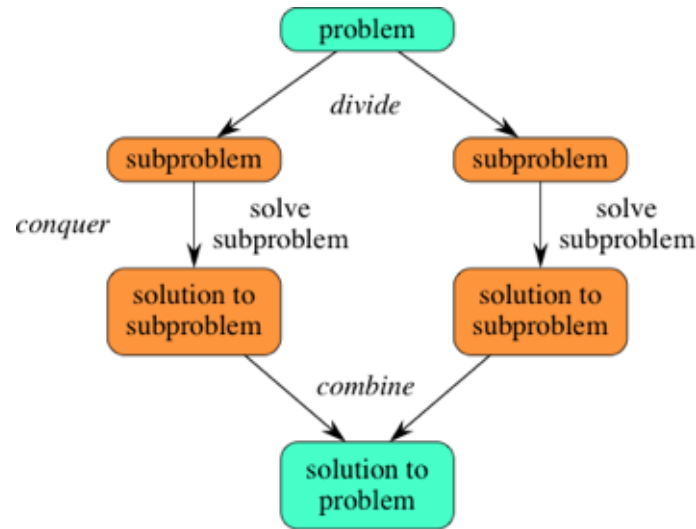 problem
divide
subproblem
subproblem
conquer
solve
subproblem
solve
subproblem
solution to
subproblem
solution to
subproblem
combine
solution to
problem